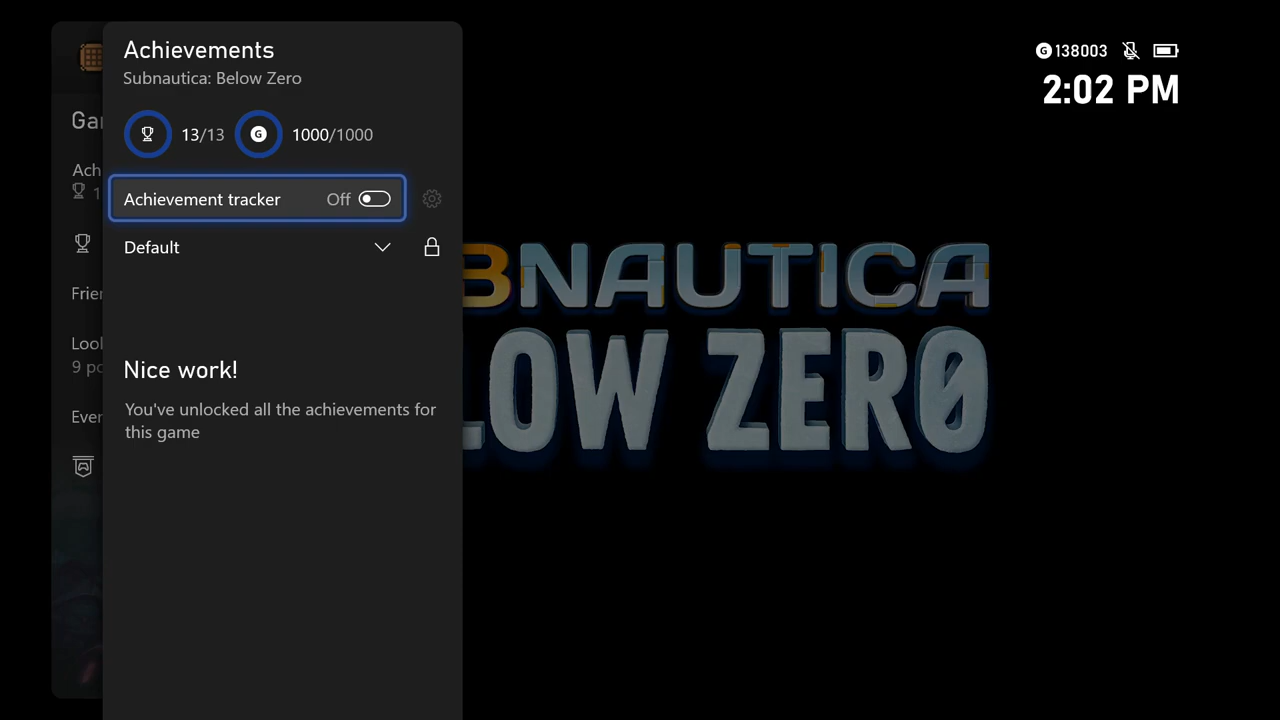 Achievements
Subnautica: Below Zero
13/13 G 1000/1000
Achievement tracker Off
Default
Nice work!
You've unlocked all the achievements for
this game
G 138003
2:02 PM
BNAUTICA
LOW ZERO
9